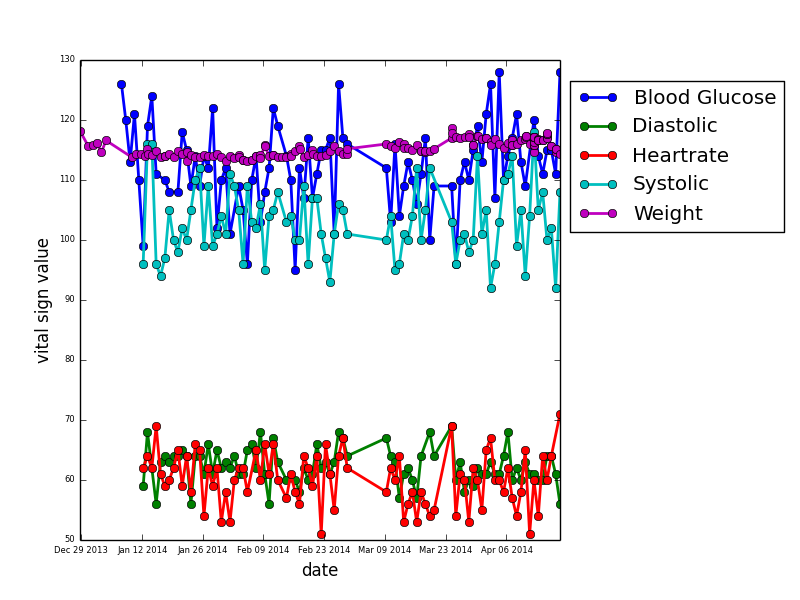 130
120
110
100
90
80
70
60
50
vital sign value
Dec 29 2013 Jan 12 2014 Jan 26 2014 Feb 09 2014 Feb 23 2014 Mar 09 2014 Mar 23 2014 Apr 06 2014
date
Blood Glucose
Diastolic
Heartrate
Systolic
Weight